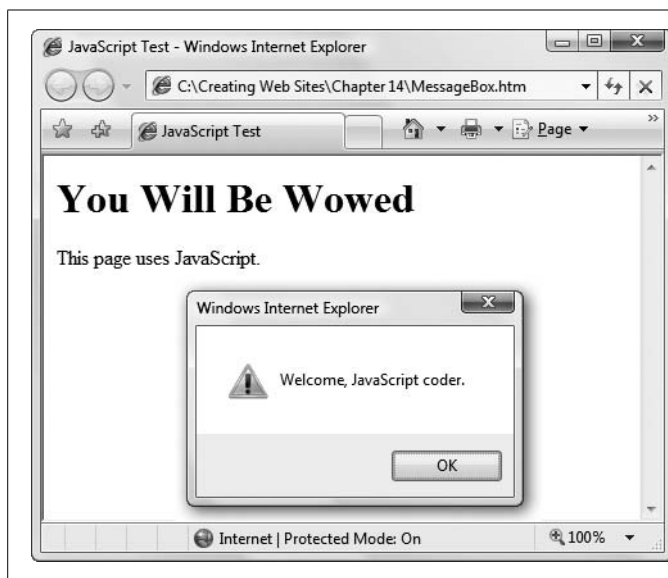 JavaScript Test - Windows Internet Explorer
C:\Creating Web Sites\Chapter 14\MessageBox.htm
JavaScript Test
Page
You Will Be Wowed
This page uses JavaScript.
Windows Internet Explorer
Welcome, JavaScript coder.
OK
Internet | Protected Mode: On
100%